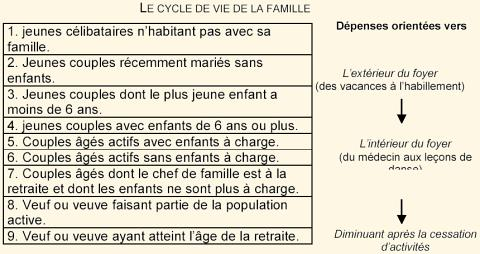 LE CYCLE DE VIE DE LA FAMILLE
1. jeunes célibataires n'habitant pas avec sa
famille.
2. Jeunes couples récemment mariés sans
enfants.
3. Jeunes couples dont le plus jeune enfant a
moins de 6 ans.
4. jeunes couples avec enfants de 6 ans ou plus.
5. Couples âgés actifs avec enfants à charge.
6. Couples âgés actifs sans enfants à charge.
7. Couples âgés dont le chef de famille est à la
retraite et dont les enfants ne sont plus à charge.
8. Veuf ou veuve faisant partie de la population
active.
9. Veuf ou veuve ayant atteint l'âge de la retraite.
Dépenses orientées vers
L'extérieur du foyer
(des vacances à l'habillement)
L'intérieur du foyer
(du médecin aux leçons de
danse)
Diminuant après la cessation
d'activités